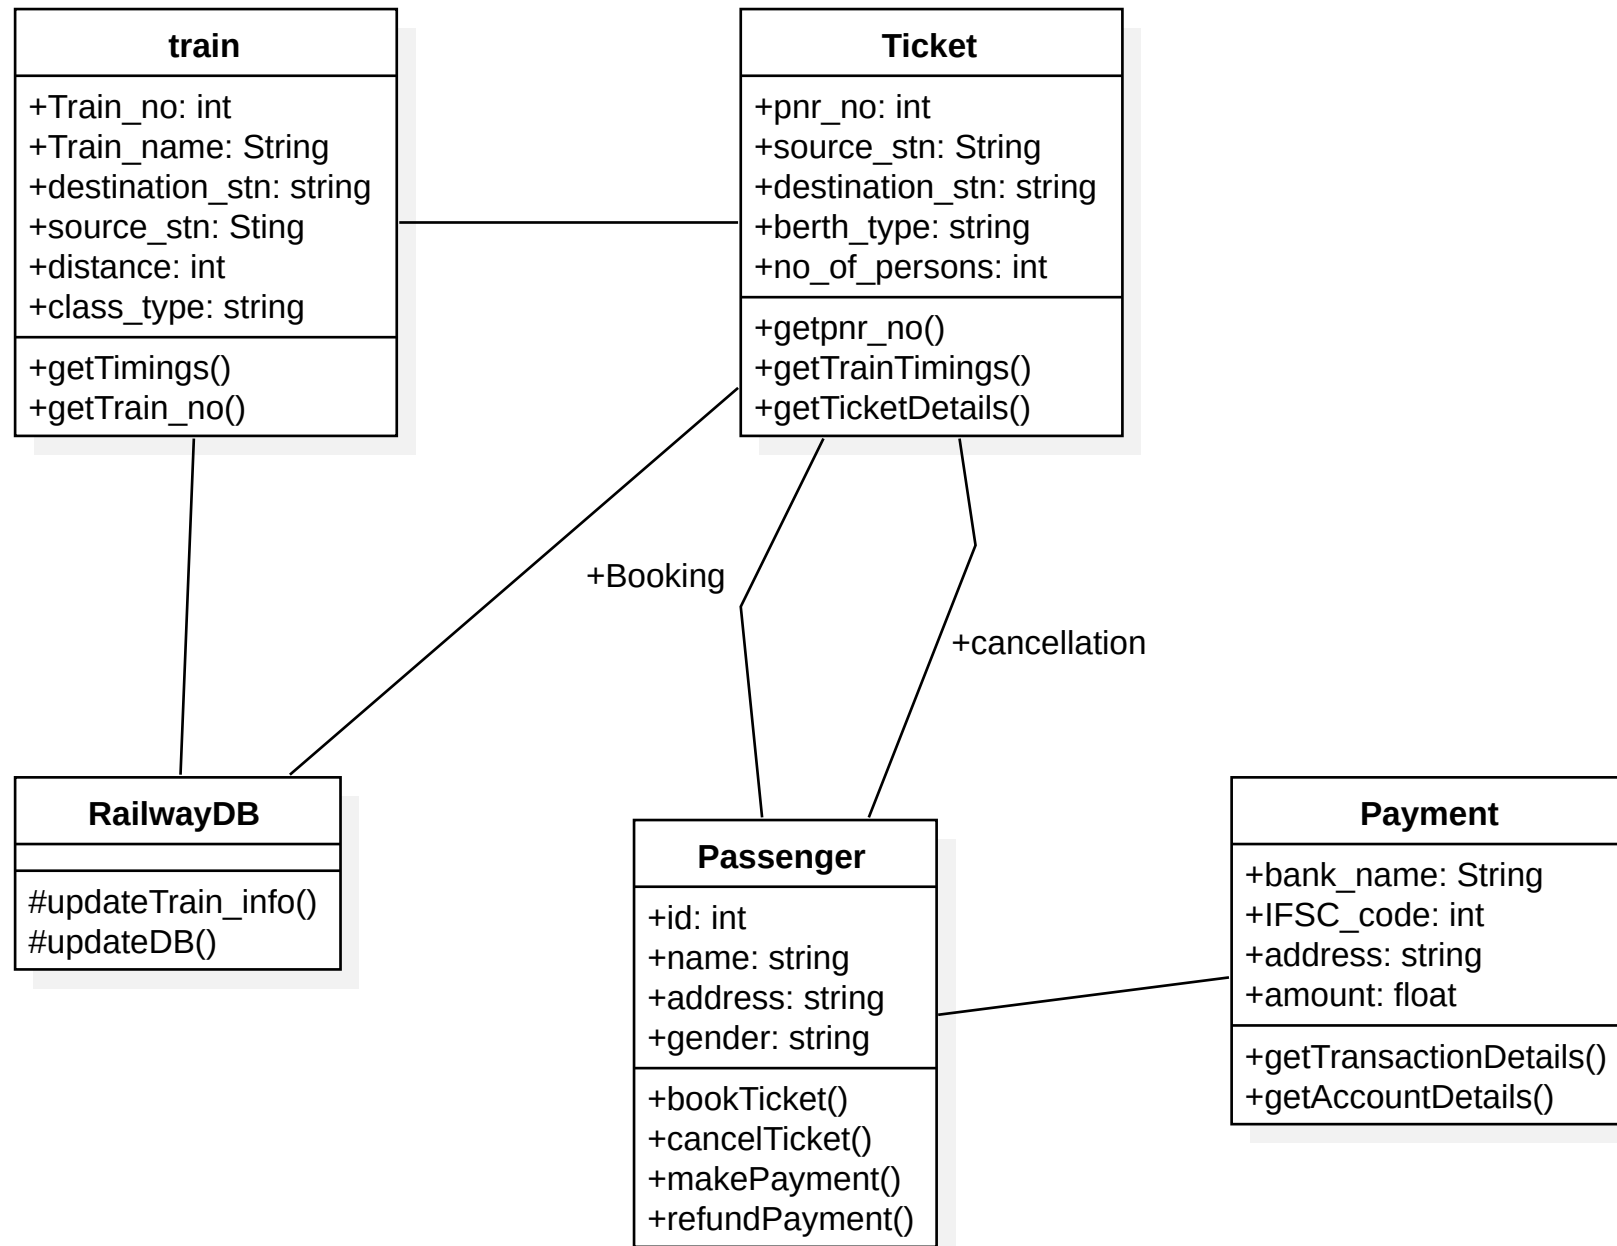 train
+Train_no: int
+Train_name: String
+destination_stn: string
+source_stn: Sting
+distance: int
+class_type: string
+getTimings()
+getTrain_no()
Ticket
+pnr_no: int
+source_stn: String
+destination_stn: string
+berth_type: string
+no_of_persons: int
+getpnr_no()
+getTrainTimings()
+getTicketDetails()
+Booking
+cancellation
RailwayDB
#updateTrain_info()
#updateDB()
Passenger
+id: int
+name: string
+address: string
+gender: string
+bookTicket()
+cancelTicket()
+makePayment()
+refundPayment()
Payment
+bank_name: String
+IFSC_code: int
+address: string
+amount: float
+getTransactionDetails()
+getAccountDetails()